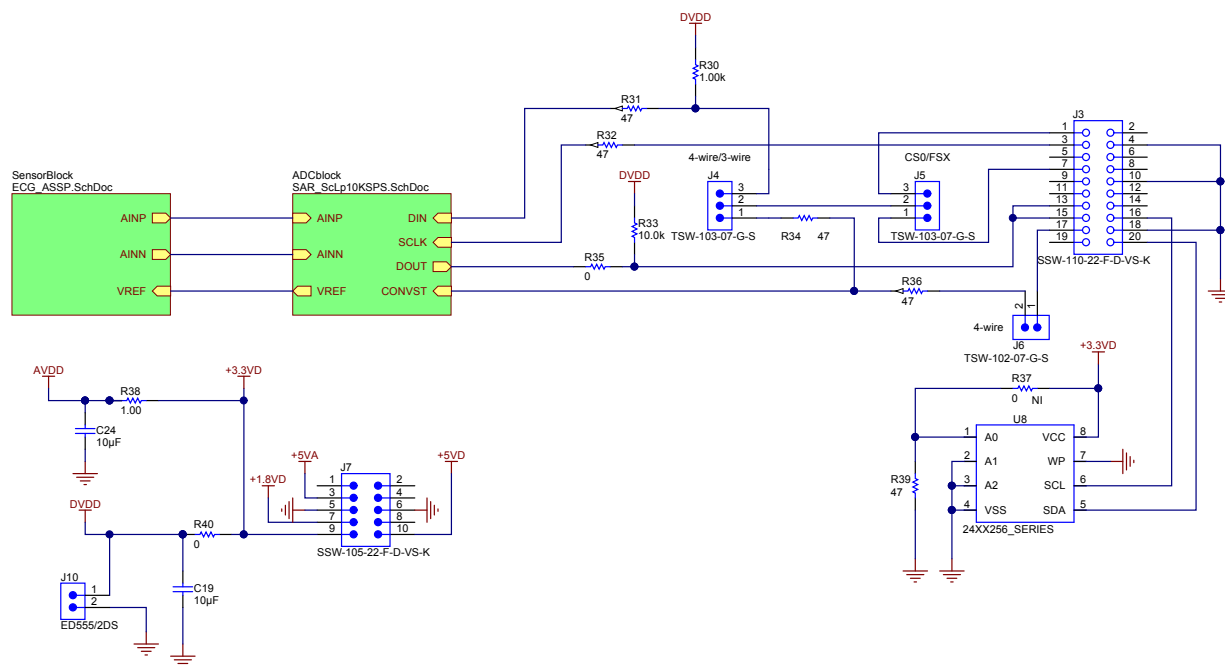 DVDD
R30
1.00k
R31
47
R32
47
4-wire/3-wire
CS0/FSX
J3
1 2
3 4
5 6
7 8
9 10
11 12
13 14
15 16
17 18
19 20
SSW-110-22-F-D-VS-K
SensorBlock
ECG_ASSP.SchDoc
AINP
AINN
VREF
ADCblock
SAR_ScLp10KSPS.SchDoc
AINP
AINN
VREF
DIN
SCLK
DOUT
CONVST
DVDD
R33
10.0k
R35
0
J4
3
2
1
TSW-103-07-G-S
R34 47
J5
3
2
1
TSW-103-07-G-S
R36
47
2 1
4-wire
J6
TSW-102-07-G-S
+3.3VD
R37
0 NI
U8
1 A0 VCC 8
2 A1 WP 7
3 A2 SCL 6
4 VSS SDA 5
24XX256_SERIES
R39
47
AVDD
R38
1.00
+3.3VD
C24
10µF
+5VA
+1.8VD
J7
1 2
3 4
5 6
7 8
9 10
SSW-105-22-F-D-VS-K
+5VD
DVDD
R40
0
J10
1
2
ED555/2DS
C19
10µF